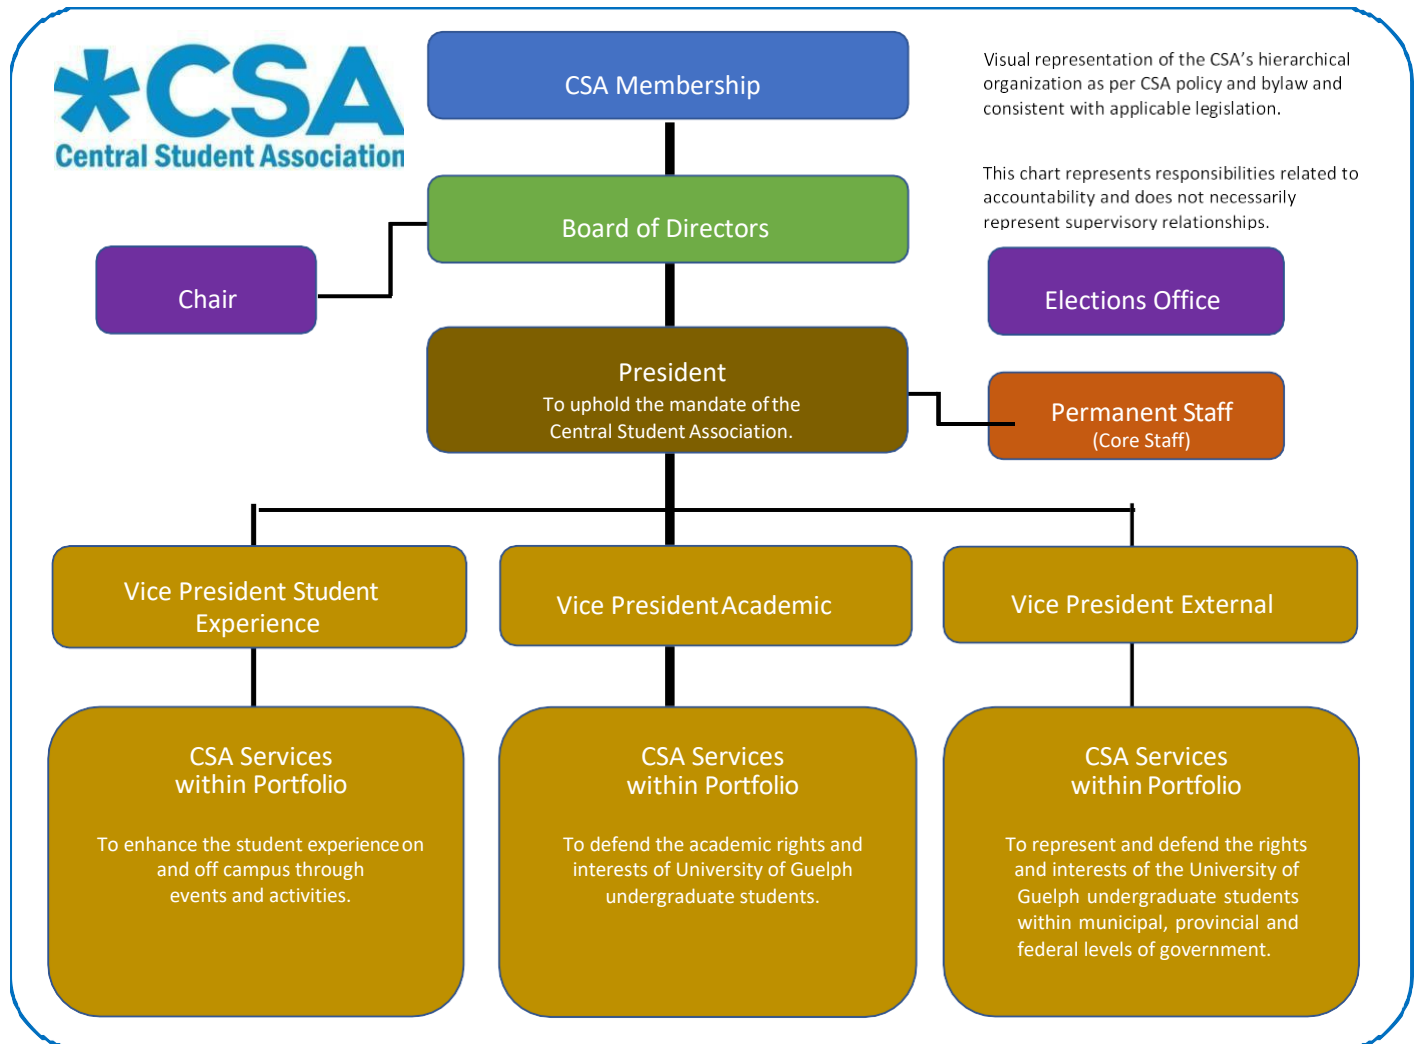 CSA
Central Student Association
CSA Membership
Visual representation of the CSA's hierarchical
organization as per CSA policy and bylaw and
consistent with applicable legislation.
This chart represents responsibilities related to
accountability and does not necessarily
represent supervisory relationships.
Board of Directors
Chair
Elections Office
President
To uphold the mandate of the
Central Student Association.
Permanent Staff
(Core Staff)
Vice President Student
Experience
Vice President Academic
Vice President External
CSA Services
within Portfolio
To enhance the student experience on
and off campus through
events and activities.
CSA Services
within Portfolio
To defend the academic rights and
interests of University of Guelph
undergraduate students.
CSA Services
within Portfolio
To represent and defend the rights
and interests of the University of
Guelph undergraduate students
within municipal, provincial and
federal levels of government.